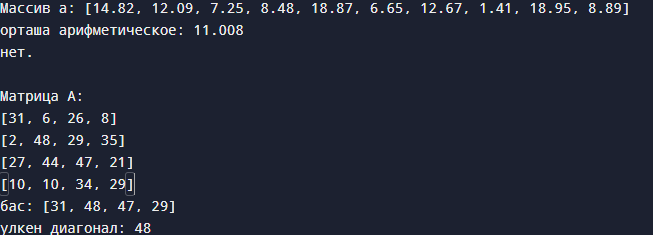 Массив a: [14.82, 12.09, 7.25, 8.48, 18.87, 6.65, 12.67, 1.41, 18.95, 8.89]
орташа арифметическое: 11.008
нет.
Матрица A:
[31, 6, 26, 8]
[2, 48, 29, 35]
[27, 44, 47, 21]
[10, 10, 34, 29]
бас: [31, 48, 47, 29]
улкен диагонал: 48